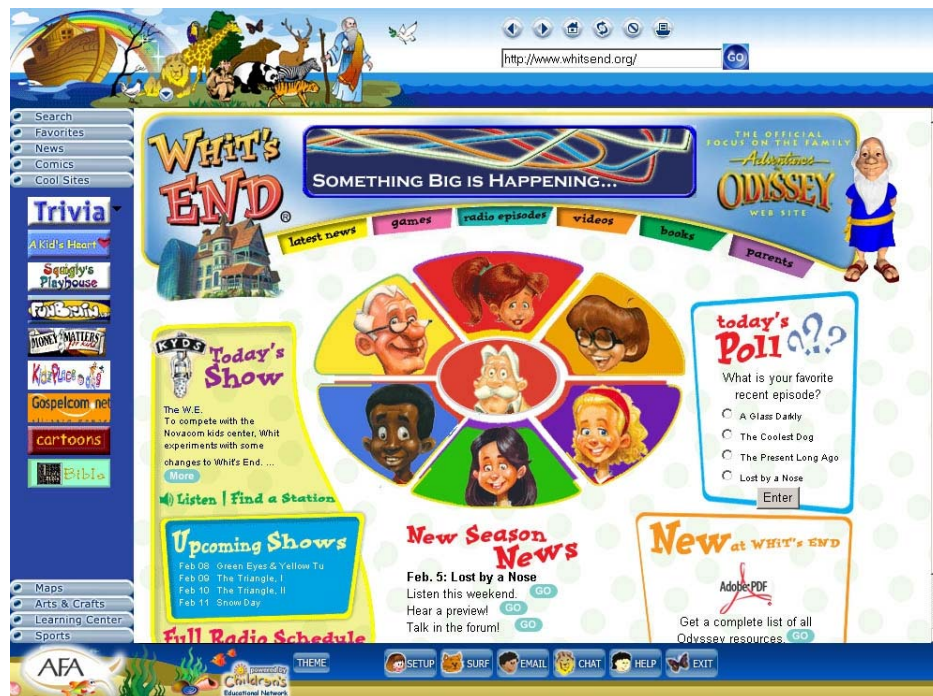 http://www.whitsend.org/
GO
Search
Favorites
News
Comics
Cool Sites
Trivia
A Kid's Heart
Squigly's
Playhouse
FUNBRAIN
MONEY MATTERS
for kids
Gospelcom.net
cartoons
Bible
Maps
Arts & Crafts
Learning Center
Sports
WHiT's
END®
SOMETHING BIG IS HAPPENING...
THE OFFICIAL
FOCUS ON THE FAMILY
Adventures
in
ODYSSEY
WEB SITE
latest news
games
radio episodes
videos
books
parents
KYDS
Today's
Show
The W.E.
To compete with the
Novacom kids center, Whit
experiments with some
changes to Whit's End. ...
More
Listen | Find a Station
Upcoming Shows
Feb 08 Green Eyes & Yellow Tu
Feb 09 The Triangle, I
Feb 10 The Triangle, II
Feb 11 Snow Day
Full Radio Schedule
New Season
News
Feb. 5: Lost by a Nose
Listen this weekend. GO
Hear a preview! GO
Talk in the forum! GO
today's
Poll ???
What is your favorite
recent episode?
A Glass Darkly
The Coolest Dog
The Present Long Ago
Lost by a Nose
Enter
New at WHiT's END
Adobe PDF
Get a complete list of all
Odyssey resources. GO
AFA
powered by
Children's
Educational Network
THEME
SETUP
SURF
EMAIL
CHAT
HELP
EXIT